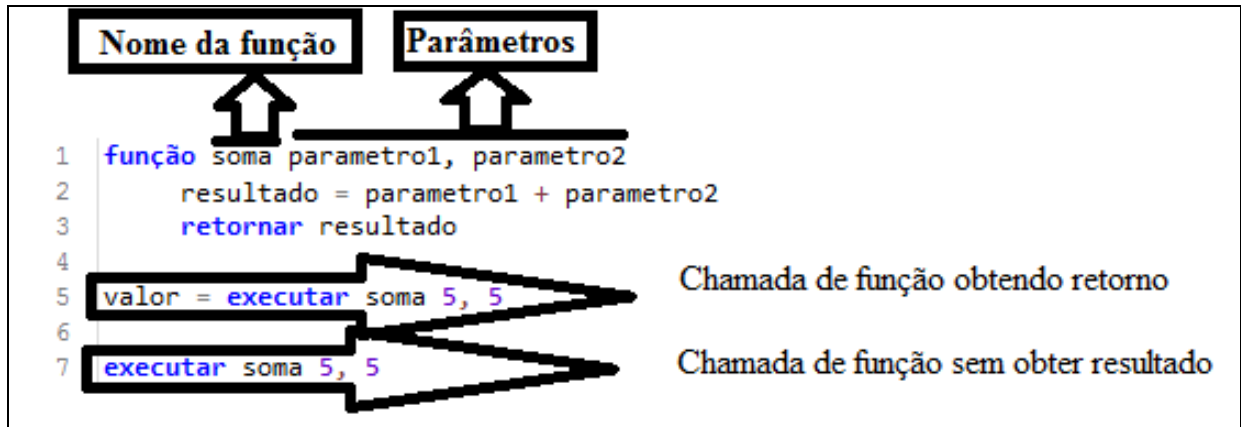 Nome da função
Parâmetros
1 função soma parametro1, parametro2
2 resultado = parametro1 + parametro2
3 retornar resultado
4
5 valor = executar soma 5, 5
Chamada de função obtendo retorno
6
7 executar soma 5, 5
Chamada de função sem obter resultado